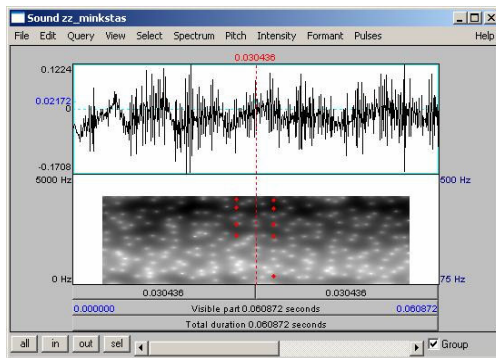 Sound zz_minkstas
File Edit Query View Select Spectrum Pitch Intensity Formant Pulses Help
0.030436
0.1224
0.02172
0
-0.1708
5000 Hz
500 Hz
0 Hz
75 Hz
0.030436 0.030436
0.000000 Visible part 0.060872 seconds 0.060872
Total duration 0.060872 seconds
all in out sel Group